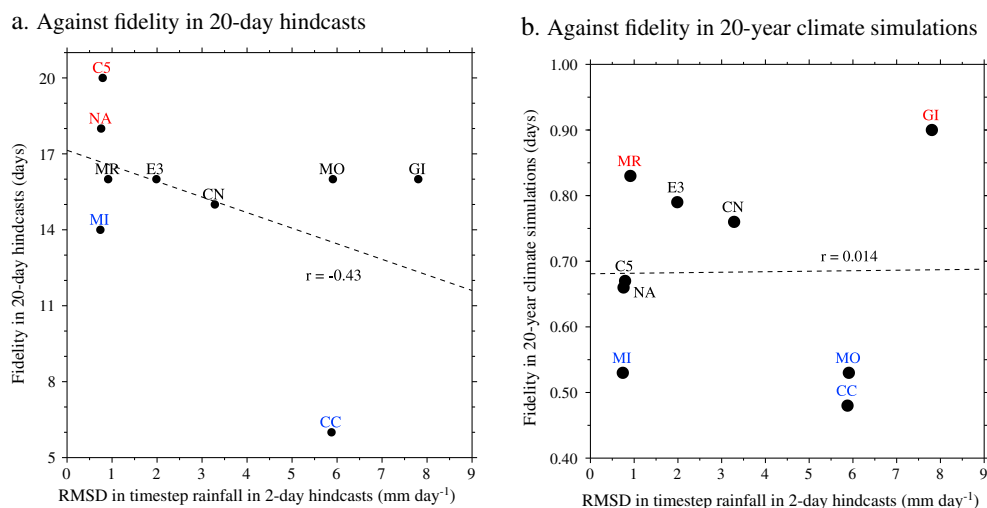 a. Against fidelity in 20-day hindcasts
Fidelity in 20-day hindcasts (days)
20
17
14
11
8
5
C5
NA
MR
E3
CN
MO
GI
MI
r = -0.43
CC
0 1 2 3 4 5 6 7 8 9
RMSD in timestep rainfall in 2-day hindcasts (mm day-1)
b. Against fidelity in 20-year climate simulations
Fidelity in 20-year climate simulations (days)
1.00
0.90
0.80
0.70
0.60
0.50
0.40
GI
MR
E3
CN
r = 0.014
C5
NA
MI
MO
CC
0 1 2 3 4 5 6 7 8 9
RMSD in timestep rainfall in 2-day hindcasts (mm day-1)